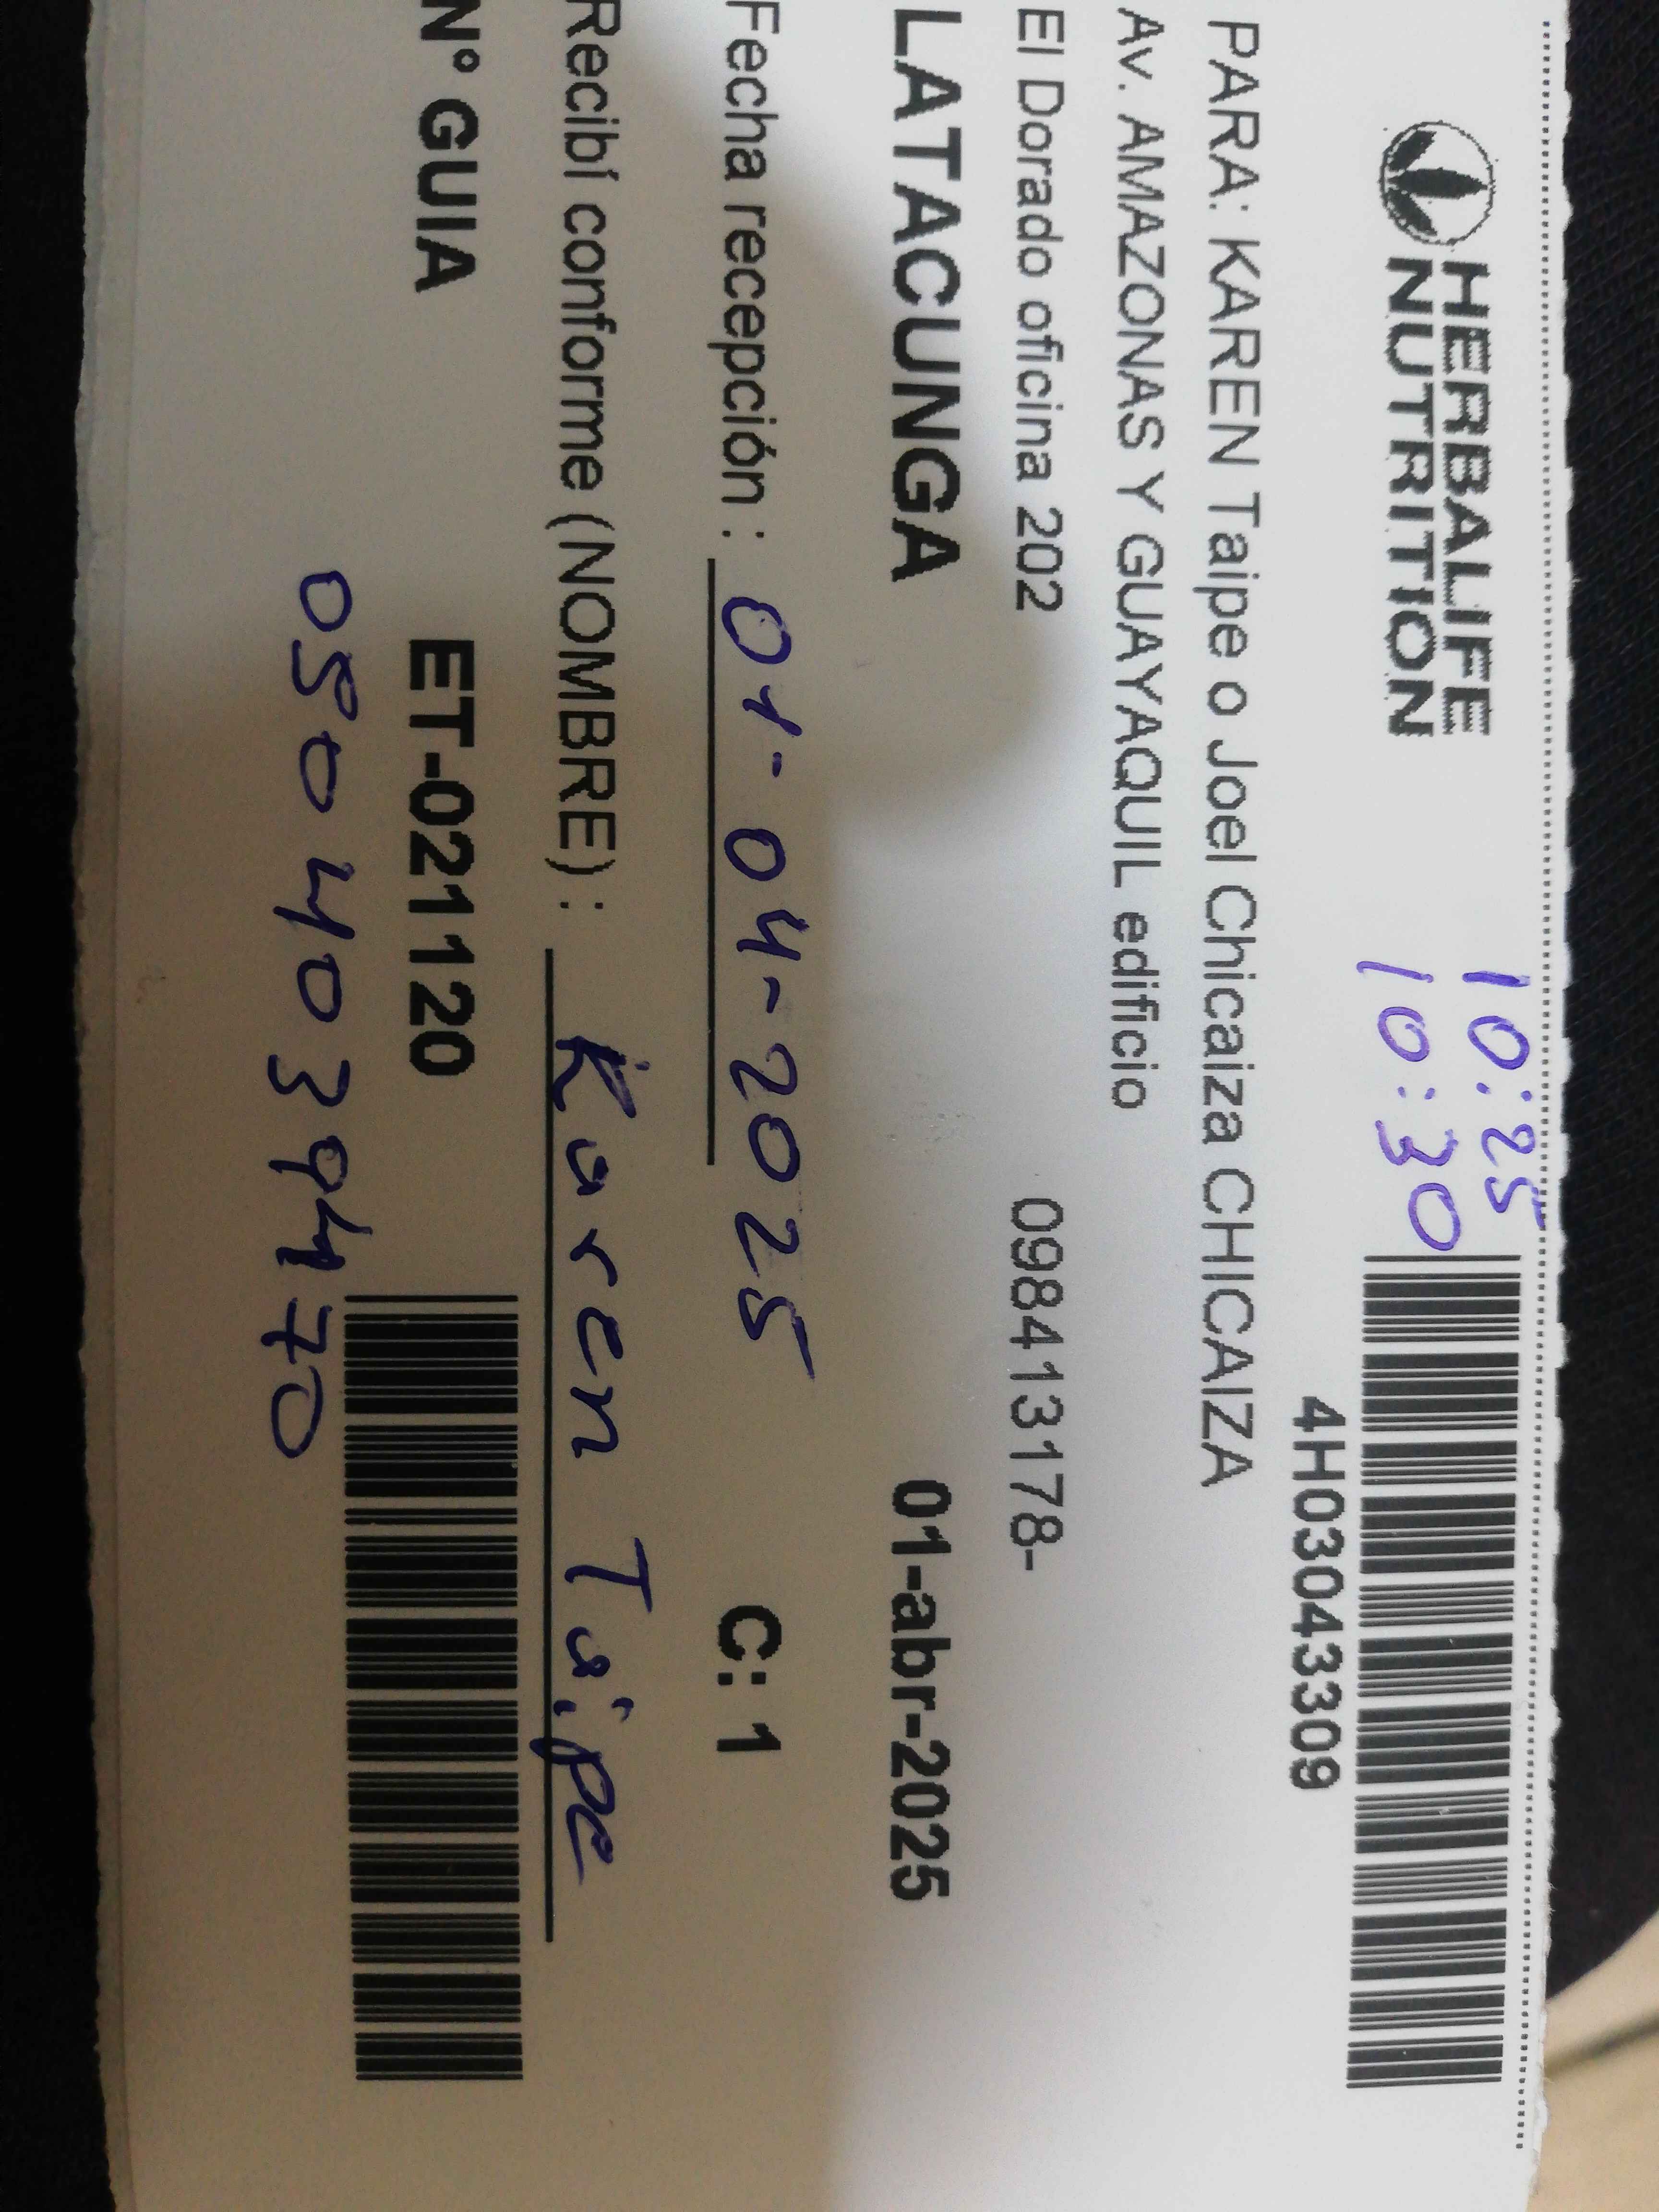 HERBALIFE
NUTRITION
10:25
10:30
4H03043309
PARA: KAREN Taipe o Joel Chicaiza CHICAIZA
Av. AMAZONAS Y GUAYAQUIL edificio
El Dorado oficina 202 0984131178-
LATACUNGA 01-abr-2025
Fecha recepción : 01-04-2025 C: 1
Recibí conforme (NOMBRE) : Karen Taipe
N° GUIA ET-021120
0504039470